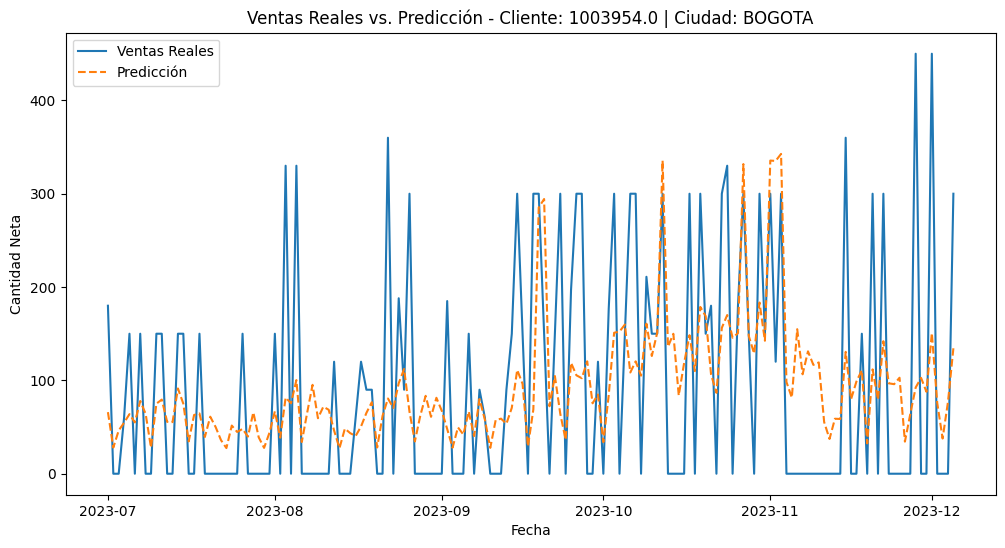 Ventas Reales vs. Predicción - Cliente: 1003954.0 | Ciudad: BOGOTA
Ventas Reales
Predicción
Cantidad Neta
400
300
200
100
0
2023-07 2023-08 2023-09 2023-10 2023-11 2023-12
Fecha